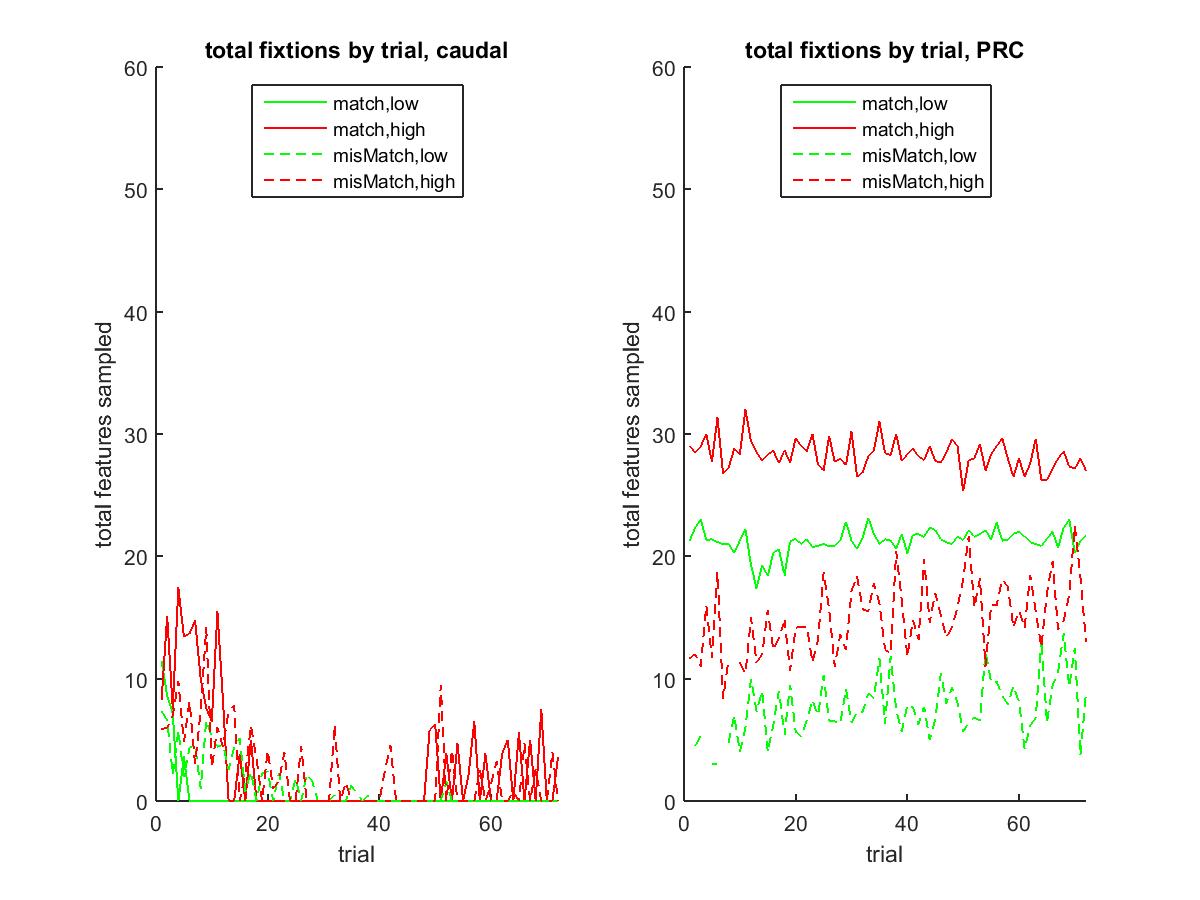 total fixtions by trial, caudal
60
50
40
30
20
10
0
total features sampled
match,low
match,high
misMatch,low
misMatch,high
0 20 40 60
trial
total fixtions by trial, PRC
60
50
40
30
20
10
0
total features sampled
match,low
match,high
misMatch,low
misMatch,high
0 20 40 60
trial